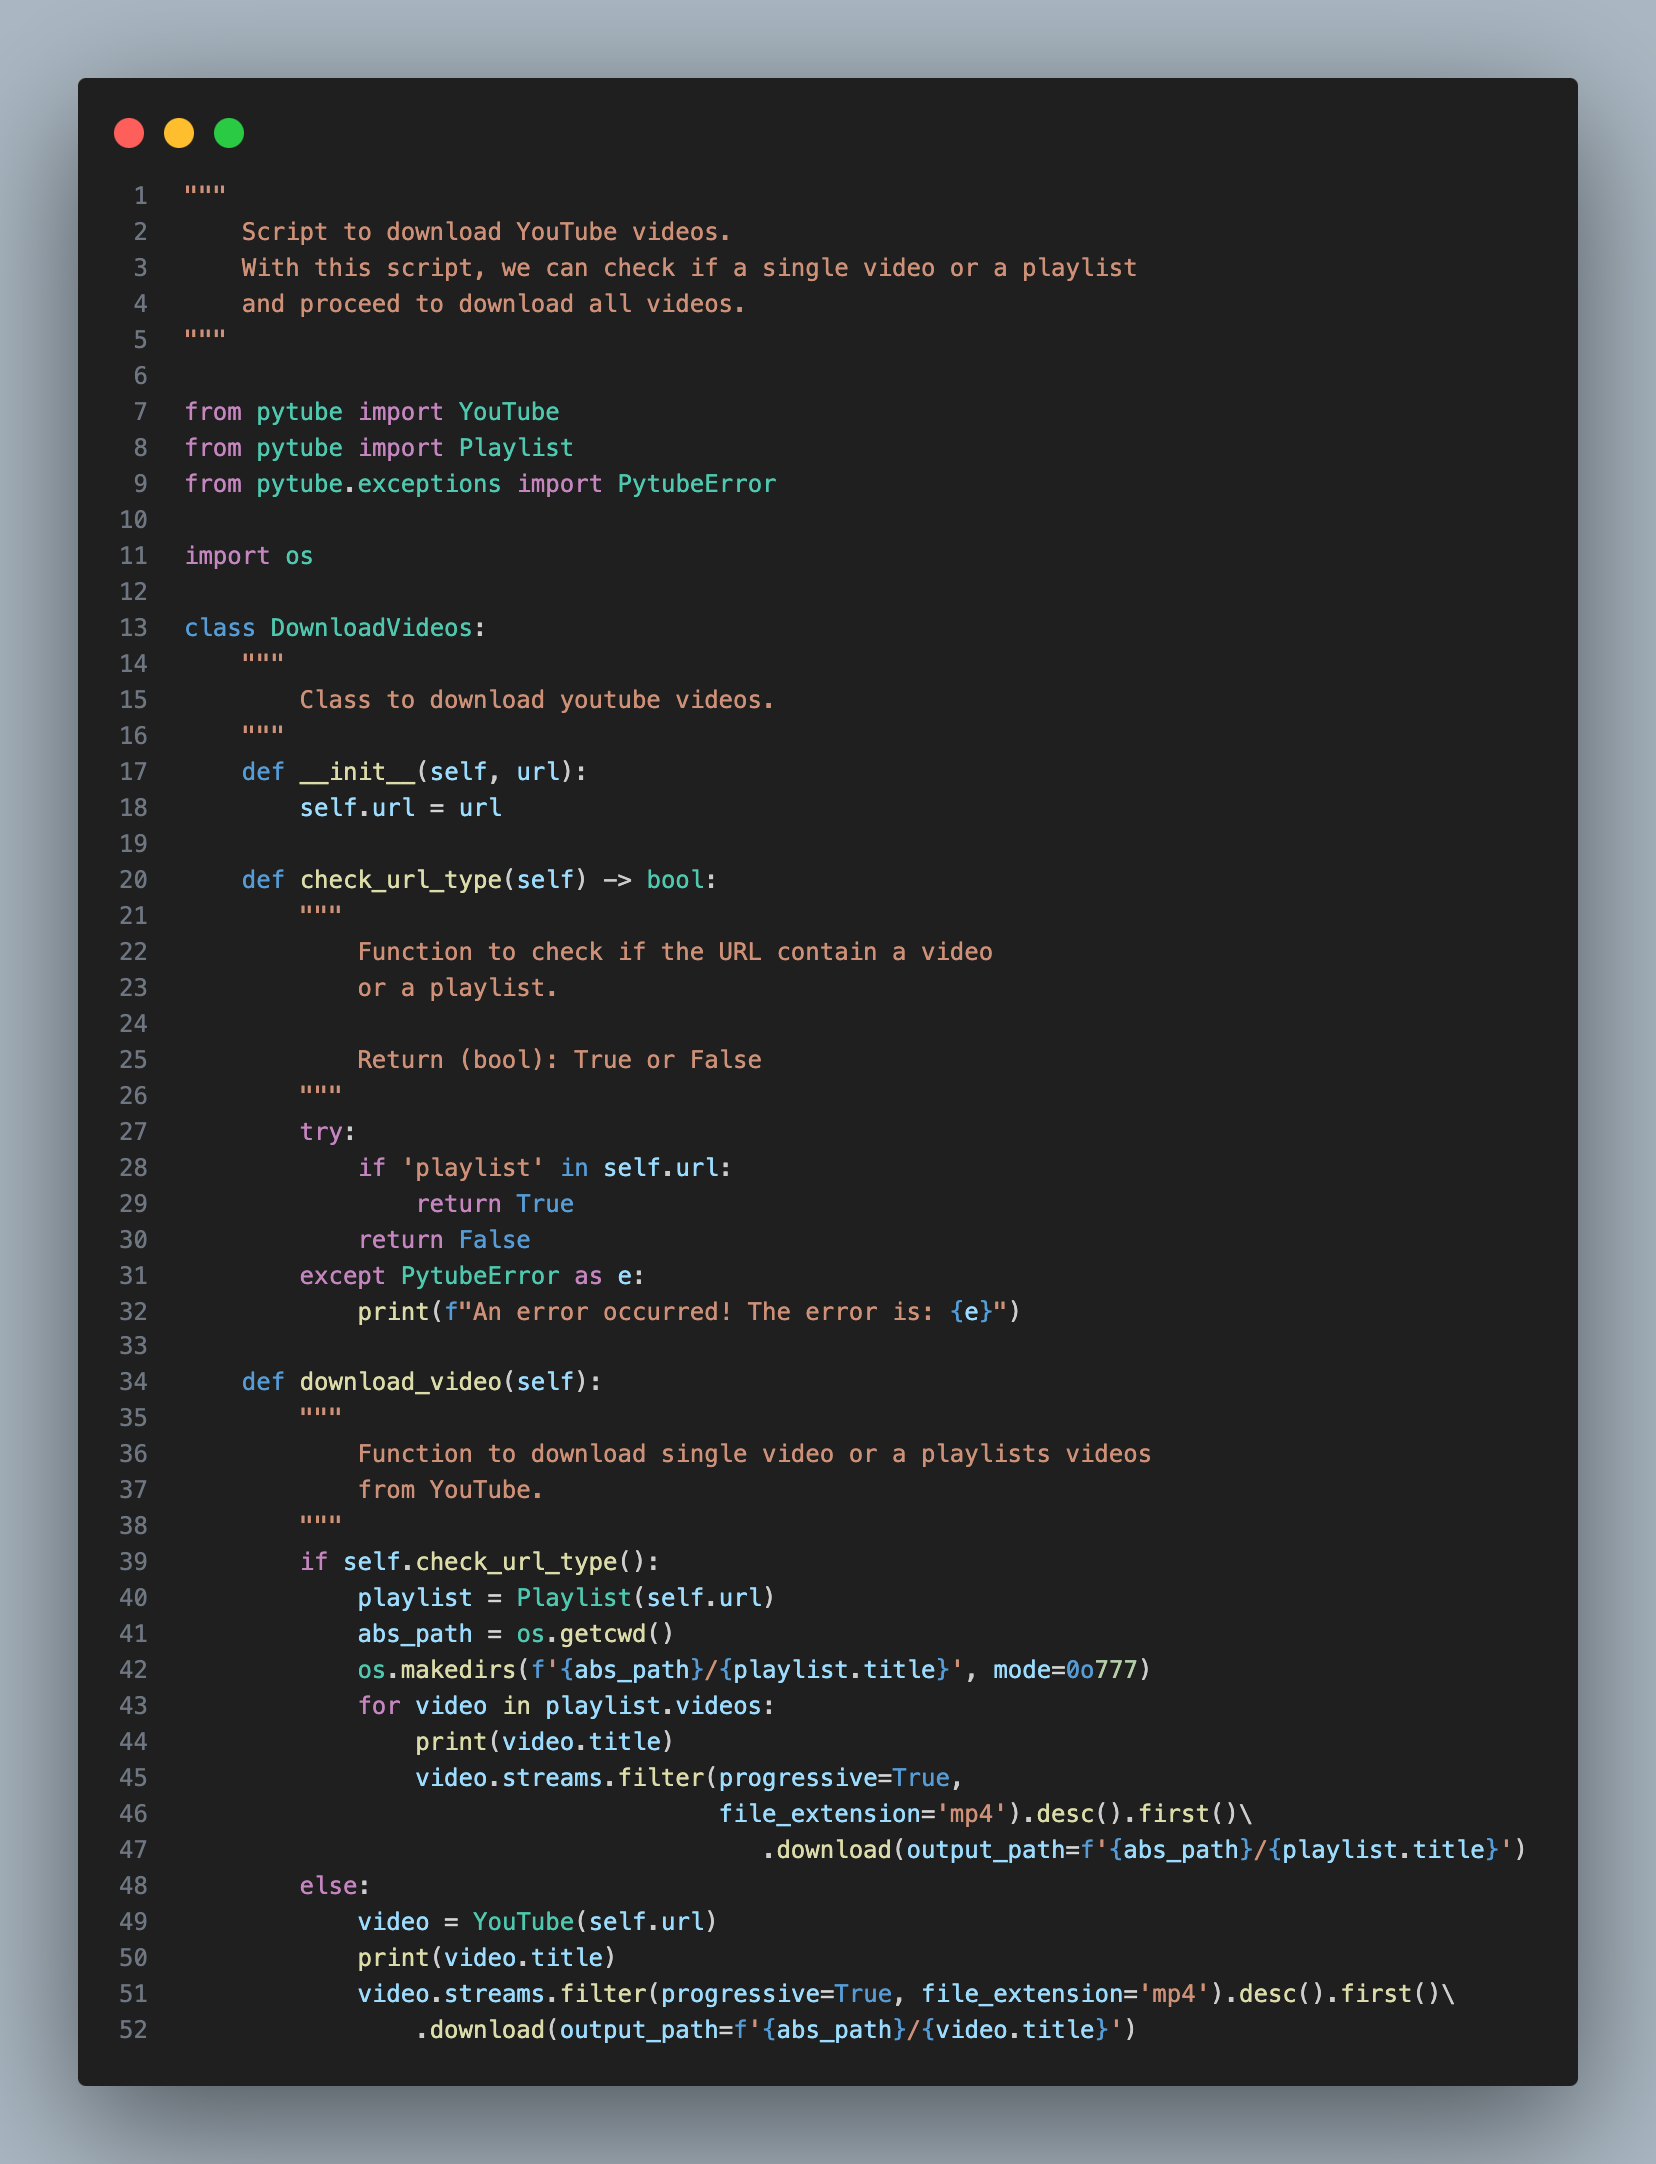 1 """
2     Script to download YouTube videos.
3     With this script, we can check if a single video or a playlist
4     and proceed to download all videos.
5 """
6
7 from pytube import YouTube
8 from pytube import Playlist
9 from pytube.exceptions import PytubeError
10
11 import os
12
13 class DownloadVideos:
14     """
15         Class to download youtube videos.
16     """
17     def __init__(self, url):
18         self.url = url
19
20     def check_url_type(self) -> bool:
21         """
22             Function to check if the URL contain a video
23             or a playlist.
24
25             Return (bool): True or False
26         """
27         try:
28             if 'playlist' in self.url:
29                 return True
30             return False
31         except PytubeError as e:
32             print(f"An error occurred! The error is: {e}")
33
34     def download_video(self):
35         """
36             Function to download single video or a playlists videos
37             from YouTube.
38         """
39         if self.check_url_type():
40             playlist = Playlist(self.url)
41             abs_path = os.getcwd()
42             os.makedirs(f'{abs_path}/{playlist.title}', mode=0o777)
43             for video in playlist.videos:
44                 print(video.title)
45                 video.streams.filter(progressive=True,
46                                      file_extension='mp4').desc().first()\
47                                         .download(output_path=f'{abs_path}/{playlist.title}')
48         else:
49             video = YouTube(self.url)
50             print(video.title)
51             video.streams.filter(progressive=True, file_extension='mp4').desc().first()\
52                 .download(output_path=f'{abs_path}/{video.title}')